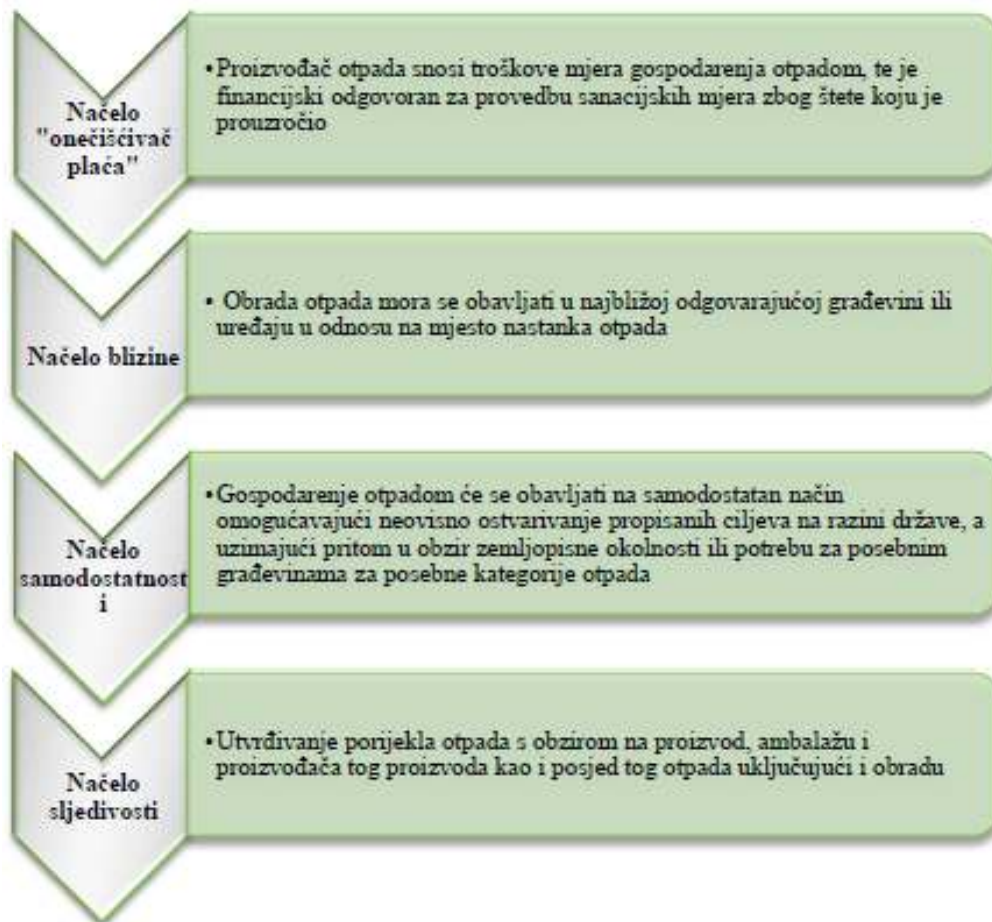 Načelo
"onečišćivač
plaća"
•Proizvođač otpada snosi troškove mjera gospodarenja otpadom, te je
financijski odgovoran za provedbu sanacijskih mjera zbog štete koju je
prouzročio
Načelo blizine
• Obrada otpada mora se obavljati u najbližoj odgovarajućoj građevini ili
uređaju u odnosu na mjesto nastanka otpada
Načelo
samodostatnost
i
•Gospodarenje otpadom će se obavljati na samodostatan način
omogućavajući neovisno ostvarivanje propisanih ciljeva na razini države, a
uzimajući pritom u obzir zemljopisne okolnosti ili potrebu za posebnim
građevinama za posebne kategorije otpada
Načelo
sljedivosti
•Utvrđivanje porijekla otpada s obzirom na proizvod, ambalažu i
proizvođača tog proizvoda kao i posjed tog otpada uključujući i obradu